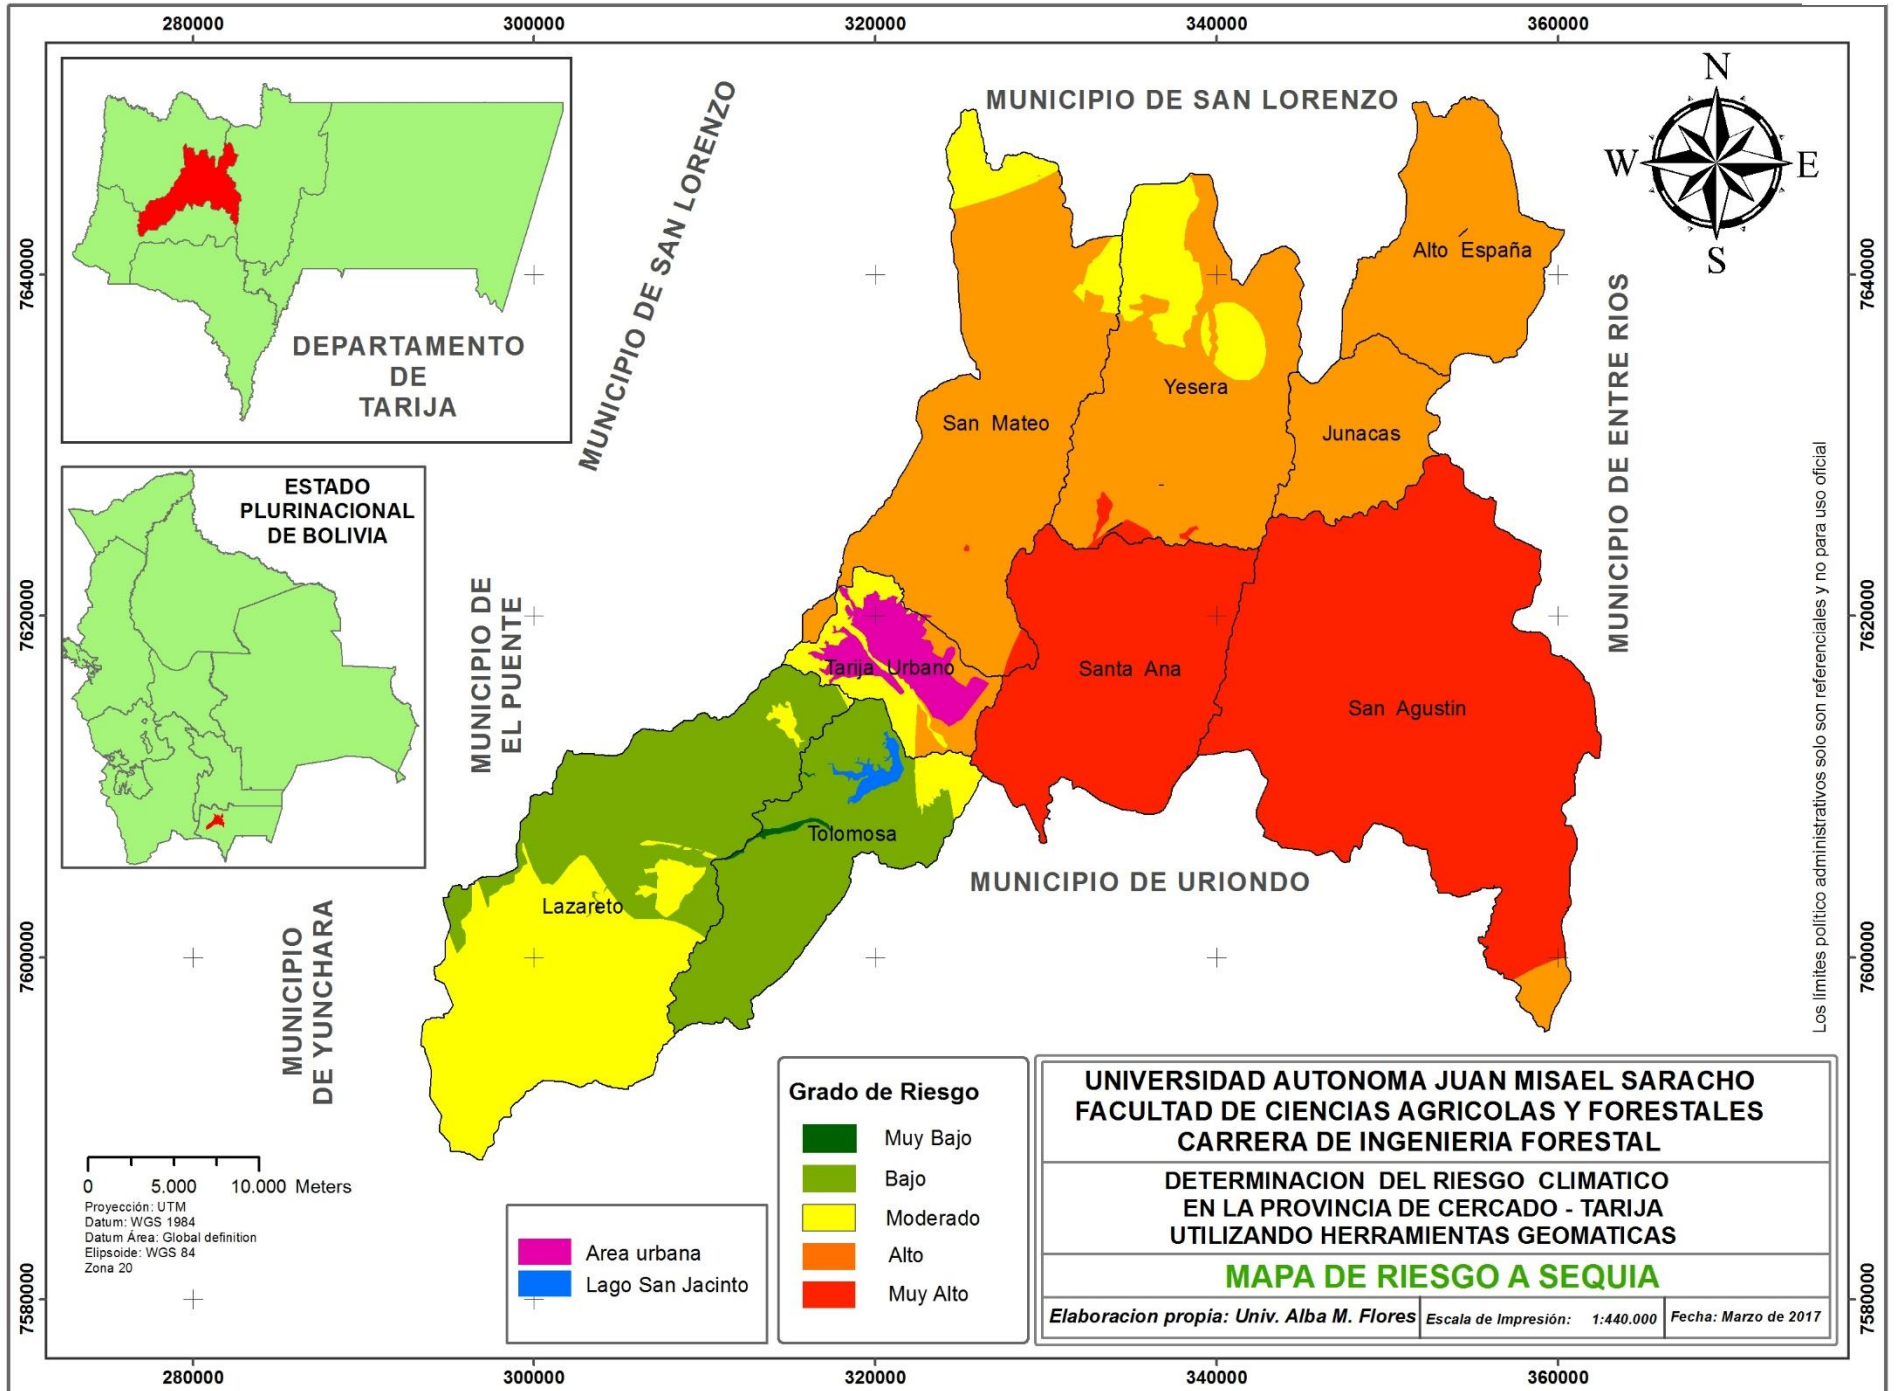 280000
300000
320000
340000
360000
7640000
7620000
7600000
7580000
7640000
7620000
7600000
7580000
DEPARTAMENTO
DE
TARIJA
ESTADO
PLURINACIONAL
DE BOLIVIA
MUNICIPIO DE SAN LORENZO
MUNICIPIO DE SAN LORENZO
N
W
E
S
MUNICIPIO DE ENTRE RIOS
MUNICIPIO DE
EL PUENTE
MUNICIPIO
DE YUNCHARA
MUNICIPIO DE URIONDO
Alto España
Yesera
San Mateo
Junacas
Tarija Urbano
Santa Ana
San Agustin
Tolomosa
Lazareto
Los límites político administrativos solo son referenciales y no para uso oficial
0 5.000 10.000 Meters
Proyección: UTM
Datum: WGS 1984
Datum Área: Global definition
Elipsoide: WGS 84
Zona 20
Area urbana
Lago San Jacinto
Grado de Riesgo
Muy Bajo
Bajo
Moderado
Alto
Muy Alto
UNIVERSIDAD AUTONOMA JUAN MISAEL SARACHO
FACULTAD DE CIENCIAS AGRICOLAS Y FORESTALES
CARRERA DE INGENIERIA FORESTAL
DETERMINACION DEL RIESGO CLIMATICO
EN LA PROVINCIA DE CERCADO - TARIJA
UTILIZANDO HERRAMIENTAS GEOMATICAS
MAPA DE RIESGO A SEQUIA
Elaboracion propia: Univ. Alba M. Flores
Escala de Impresión: 1:440.000
Fecha: Marzo de 2017
280000
300000
320000
340000
360000